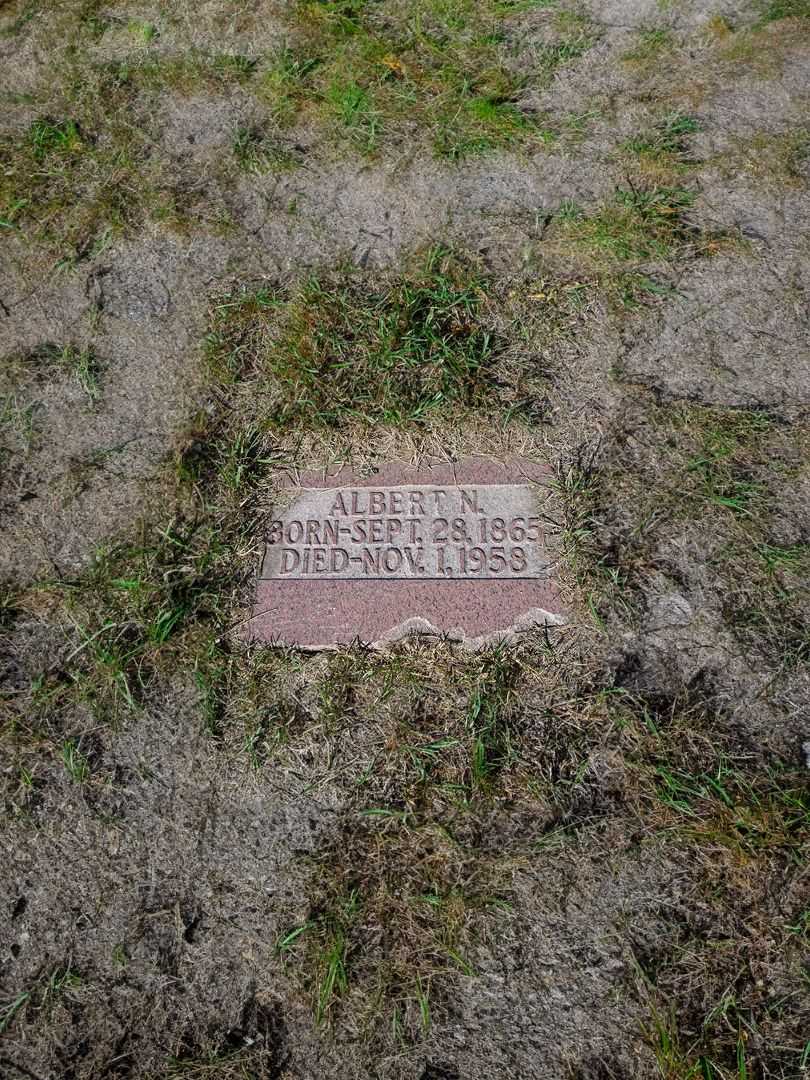 ALBERT N.
BORN-SEPT. 28, 1865
DIED-NOV. 1, 1958